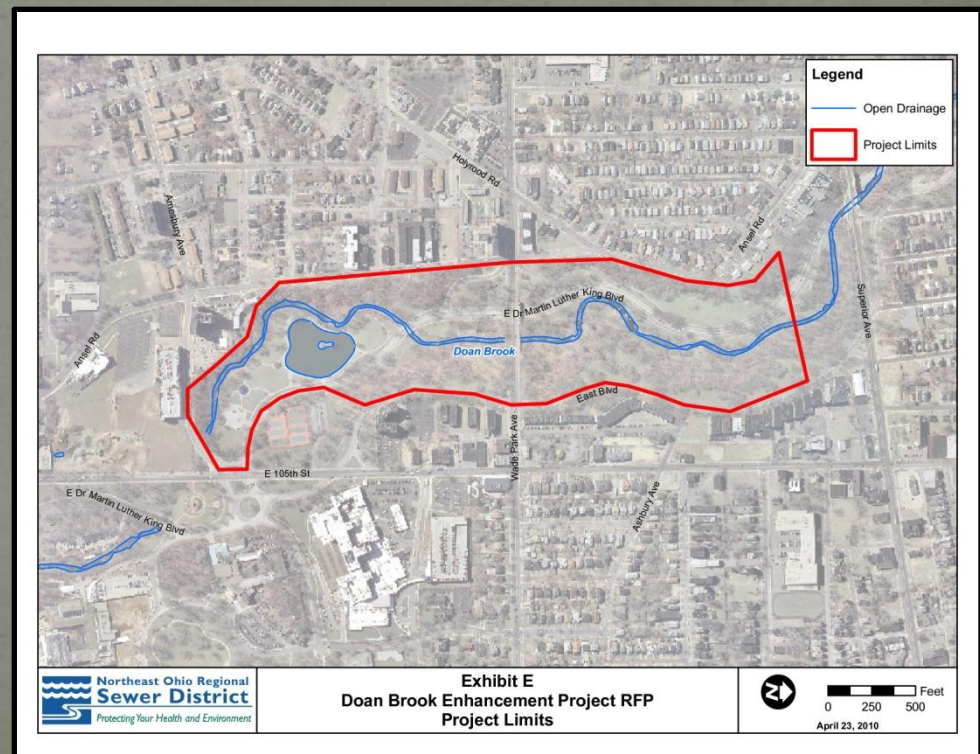 Legend
Open Drainage
Project Limits
Holyrood Rd
Amesbury Ave
Ansel Rd
E Dr Martin Luther King Blvd
Superior Ave
Ansel Rd
Doan Brook
East Blvd
Wade Park Ave
E 105th St
E Dr Martin Luther King Blvd
Ashbury Ave
Northeast Ohio Regional
Sewer District
Protecting Your Health and Environment
Exhibit E
Doan Brook Enhancement Project RFP
Project Limits
N
Feet
0 250 500
April 23, 2010